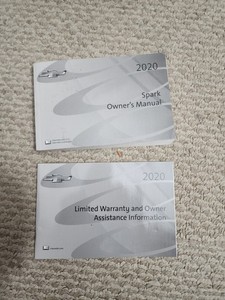 2020
Spark
Owner's Manual
2020
Limited Warranty and Owner
Assistance Information